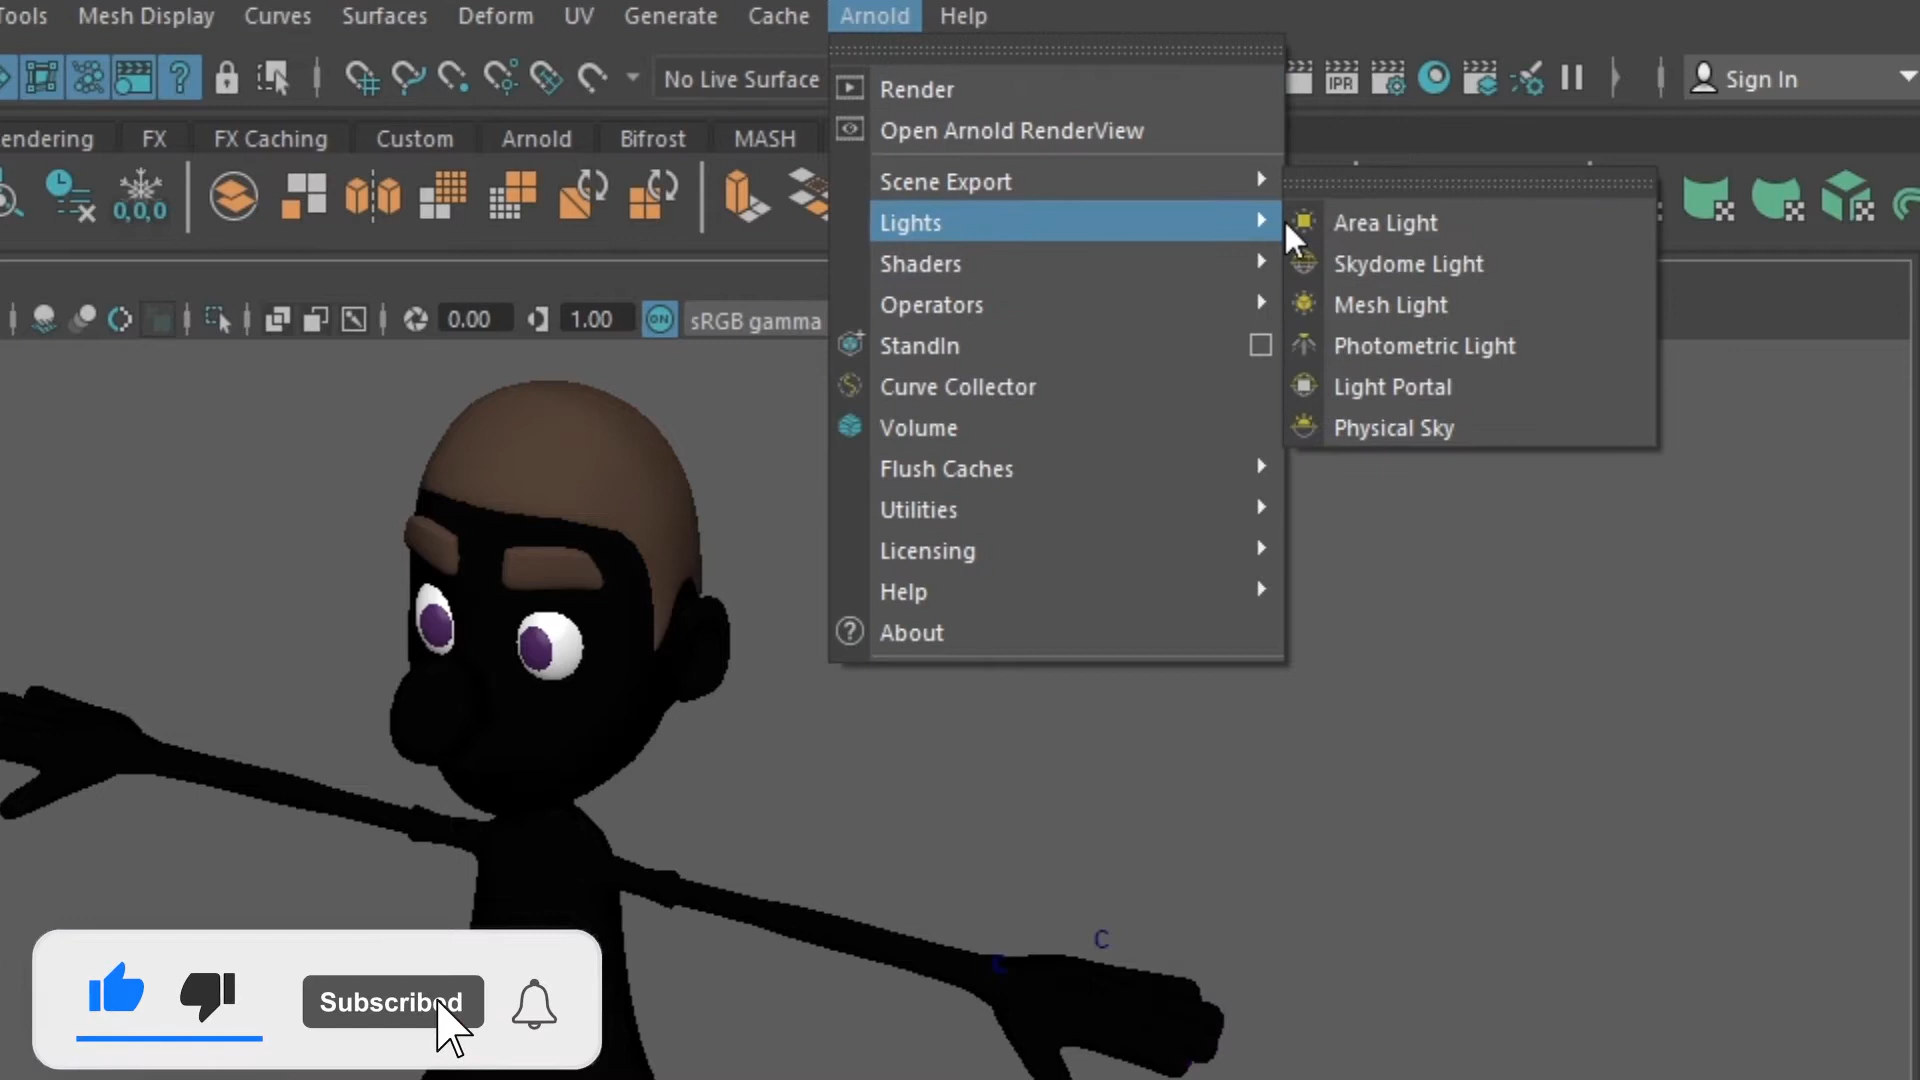 Tools Mesh Display Curves Surfaces Deform UV Generate Cache Arnold Help
No Live Surface
IPR
Sign In
endering FX FX Caching Custom Arnold Bifrost MASH
0,0,0
0.00 1.00 ON sRGB gamma
Render
Open Arnold RenderView
Scene Export
Lights
Shaders
Operators
StandIn
Curve Collector
Volume
Flush Caches
Utilities
Licensing
Help
About
Area Light
Skydome Light
Mesh Light
Photometric Light
Light Portal
Physical Sky
C
Subscribed